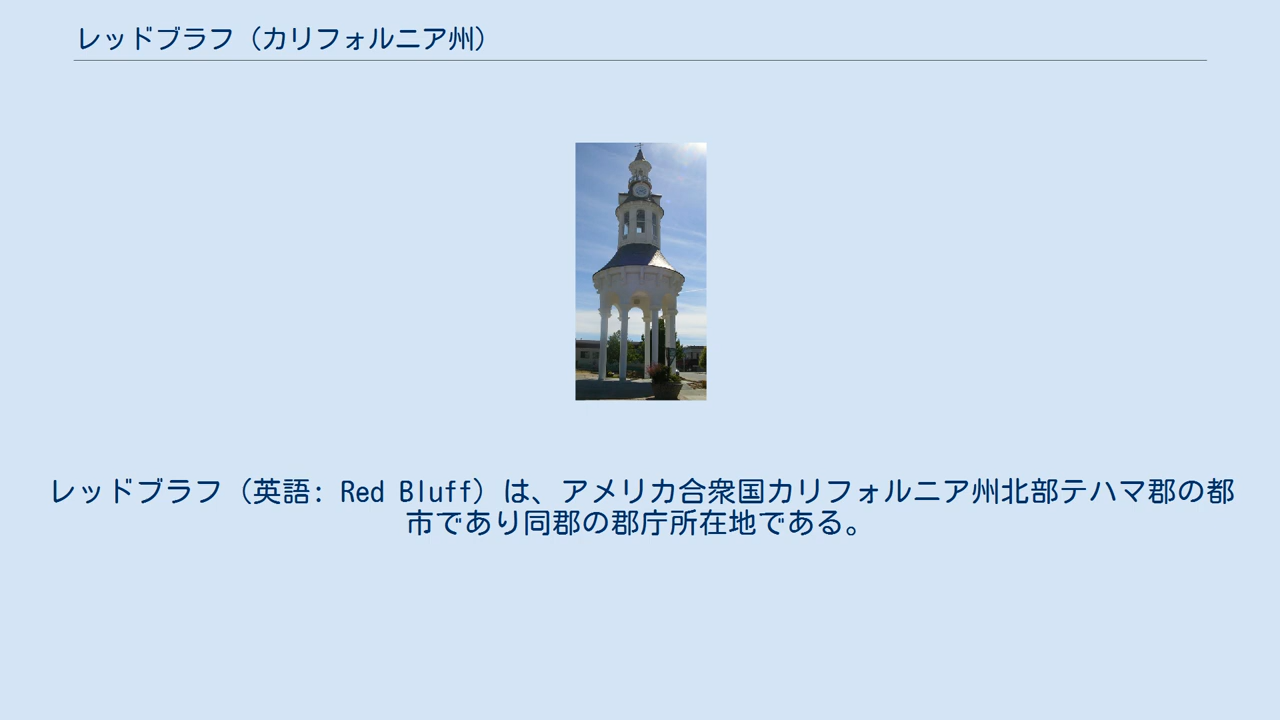 レッドブラフ（カリフォルニア州）
レッドブラフ（英語: Red Bluff）は、アメリカ合衆国カリフォルニア州北部テハマ郡の都
市であり同郡の郡庁所在地である。